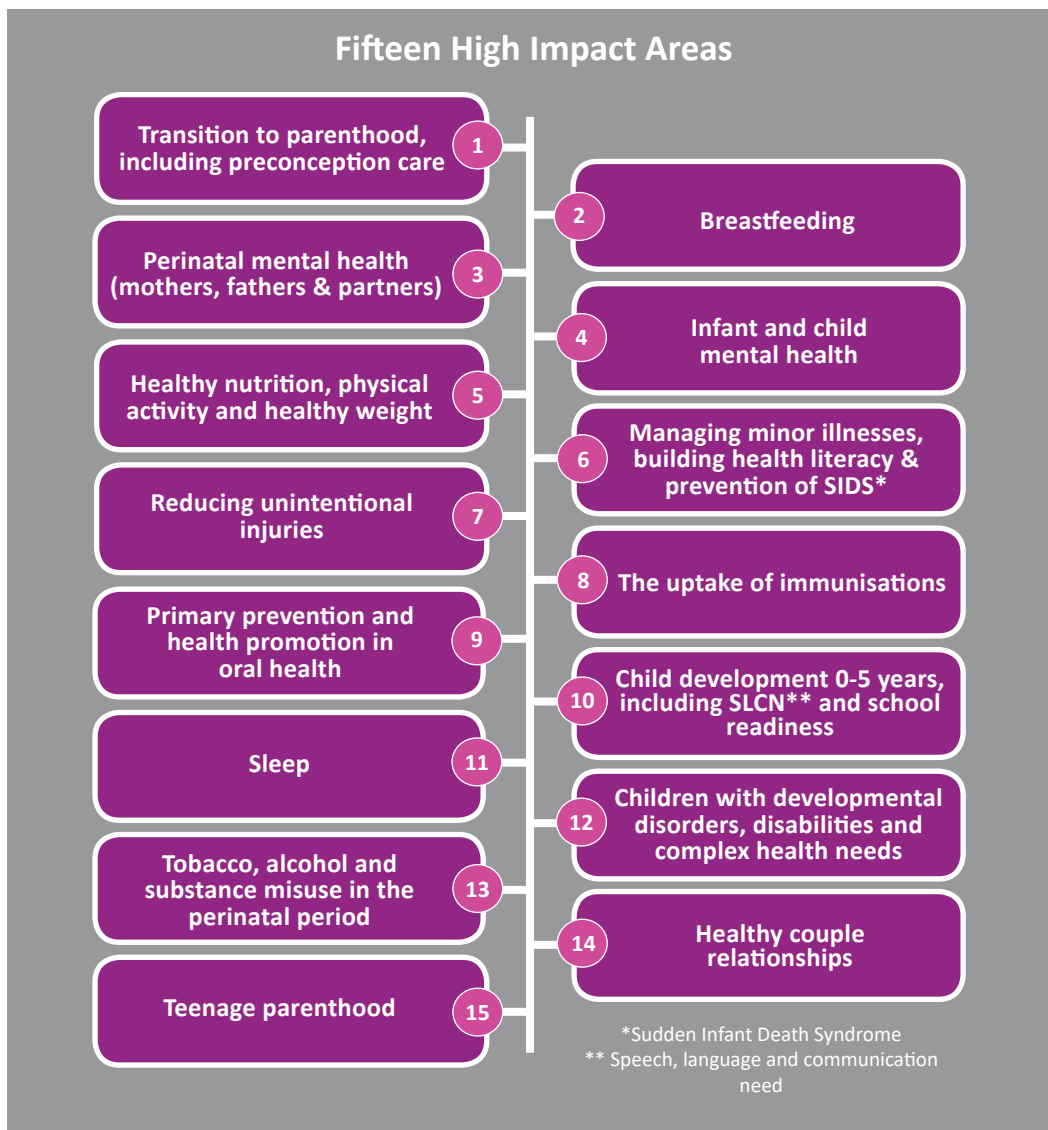 Fifteen High Impact Areas
Transition to parenthood,
including preconception care
1
2
Breastfeeding
Perinatal mental health
(mothers, fathers & partners)
3
4
Infant and child
mental health
Healthy nutrition, physical
activity and healthy weight
5
6
Managing minor illnesses,
building health literacy &
prevention of SIDS*
Reducing unintentional
injuries
7
8
The uptake of immunisations
Primary prevention and
health promotion in
oral health
9
10
Child development 0-5 years,
including SLCN** and school
readiness
Sleep
11
12
Children with developmental
disorders, disabilities and
complex health needs
Tobacco, alcohol and
substance misuse in the
perinatal period
13
14
Healthy couple
relationships
Teenage parenthood
15
*Sudden Infant Death Syndrome
** Speech, language and communication
need